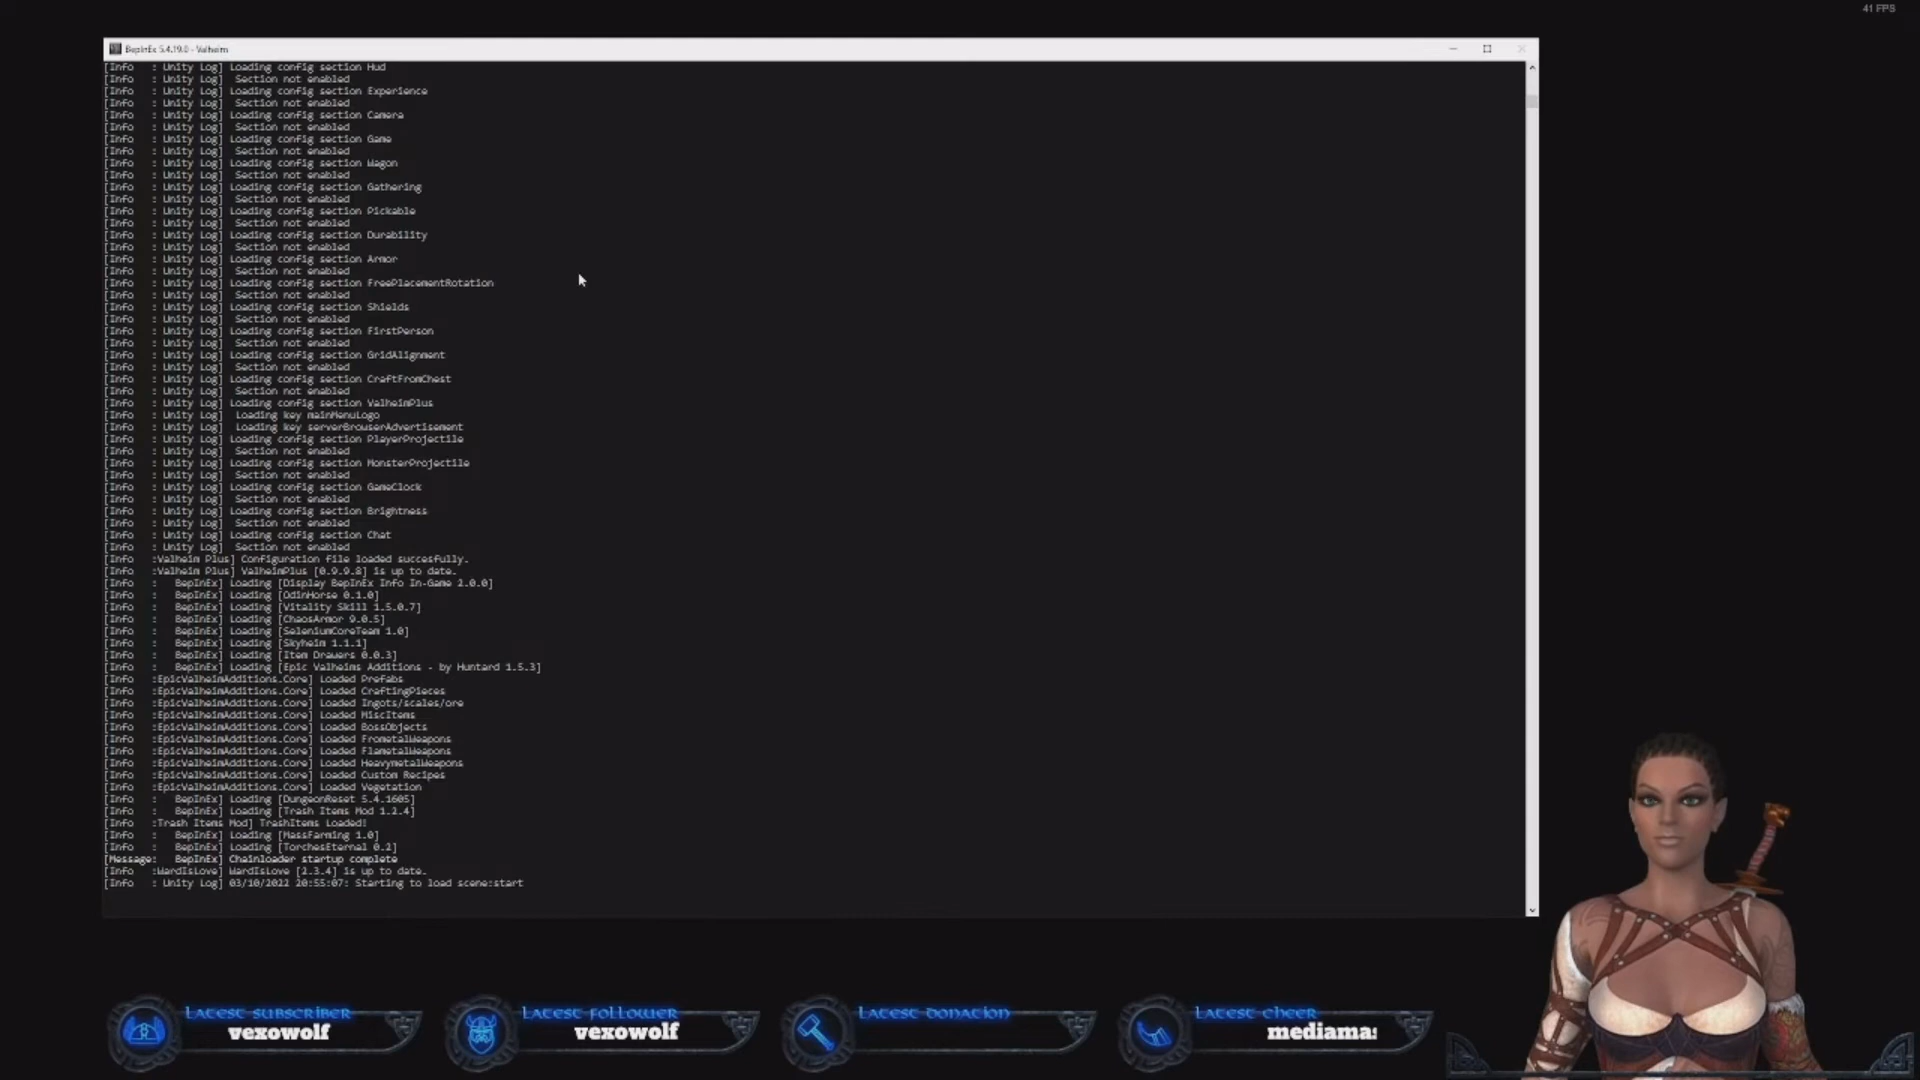 41 FPS
BepInEx 5.4.19.0 - Valheim
[Info   : Unity Log] Loading config section Hud
[Info   : Unity Log]  Section not enabled
[Info   : Unity Log] Loading config section Experience
[Info   : Unity Log]  Section not enabled
[Info   : Unity Log] Loading config section Camera
[Info   : Unity Log]  Section not enabled
[Info   : Unity Log] Loading config section Game
[Info   : Unity Log]  Section not enabled
[Info   : Unity Log] Loading config section Wagon
[Info   : Unity Log]  Section not enabled
[Info   : Unity Log] Loading config section Gathering
[Info   : Unity Log]  Section not enabled
[Info   : Unity Log] Loading config section Pickable
[Info   : Unity Log]  Section not enabled
[Info   : Unity Log] Loading config section Durability
[Info   : Unity Log]  Section not enabled
[Info   : Unity Log] Loading config section Armor
[Info   : Unity Log]  Section not enabled
[Info   : Unity Log] Loading config section FreePlacementRotation
[Info   : Unity Log]  Section not enabled
[Info   : Unity Log] Loading config section Shields
[Info   : Unity Log]  Section not enabled
[Info   : Unity Log] Loading config section FirstPerson
[Info   : Unity Log]  Section not enabled
[Info   : Unity Log] Loading config section GridAlignment
[Info   : Unity Log]  Section not enabled
[Info   : Unity Log] Loading config section CraftFromChest
[Info   : Unity Log]  Section not enabled
[Info   : Unity Log] Loading config section ValheimPlus
[Info   : Unity Log]  Loading key mainMenuLogo
[Info   : Unity Log]  Loading key serverBrowserAdvertisement
[Info   : Unity Log] Loading config section PlayerProjectile
[Info   : Unity Log]  Section not enabled
[Info   : Unity Log] Loading config section MonsterProjectile
[Info   : Unity Log]  Section not enabled
[Info   : Unity Log] Loading config section GameClock
[Info   : Unity Log]  Section not enabled
[Info   : Unity Log] Loading config section Brightness
[Info   : Unity Log]  Section not enabled
[Info   : Unity Log] Loading config section Chat
[Info   : Unity Log]  Section not enabled
[Info   :Valheim Plus] Configuration file loaded succesfully.
[Info   :Valheim Plus] ValheimPlus [0.9.9.8] is up to date.
[Info   :   BepInEx] Loading [Display BepInEx Info In-Game 2.0.0]
[Info   :   BepInEx] Loading [OdinHorse 0.1.0]
[Info   :   BepInEx] Loading [Vitality Skill 1.5.0.7]
[Info   :   BepInEx] Loading [ChaosArmor 9.0.5]
[Info   :   BepInEx] Loading [SeleniumCoreTeam 1.0]
[Info   :   BepInEx] Loading [Skyheim 1.1.1]
[Info   :   BepInEx] Loading [Item Drawers 0.0.3]
[Info   :   BepInEx] Loading [Epic Valheims Additions - by Huntard 1.5.3]
[Info   :EpicValheimAdditions.Core] Loaded Prefabs
[Info   :EpicValheimAdditions.Core] Loaded CraftingPieces
[Info   :EpicValheimAdditions.Core] Loaded Ingots/scales/ore
[Info   :EpicValheimAdditions.Core] Loaded MiscItems
[Info   :EpicValheimAdditions.Core] Loaded BossObjects
[Info   :EpicValheimAdditions.Core] Loaded FrometalWeapons
[Info   :EpicValheimAdditions.Core] Loaded FlametalWeapons
[Info   :EpicValheimAdditions.Core] Loaded HeavymetalWeapons
[Info   :EpicValheimAdditions.Core] Loaded Custom Recipes
[Info   :EpicValheimAdditions.Core] Loaded Vegetation
[Info   :   BepInEx] Loading [DungeonReset 5.4.1605]
[Info   :   BepInEx] Loading [Trash Items Mod 1.2.4]
[Info   :Trash Items Mod] TrashItems Loaded!
[Info   :   BepInEx] Loading [MassFarming 1.0]
[Info   :   BepInEx] Loading [TorchesEternal 0.2]
[Message:   BepInEx] Chainloader startup complete
[Info   :WardIsLove] WardIsLove [2.3.4] is up to date.
[Info   : Unity Log] 03/10/2022 20:55:07: Starting to load scene:start
Latest Subscriber
vexowolf
Latest Follower
vexowolf
Latest Donation
Latest Cheer
mediamas